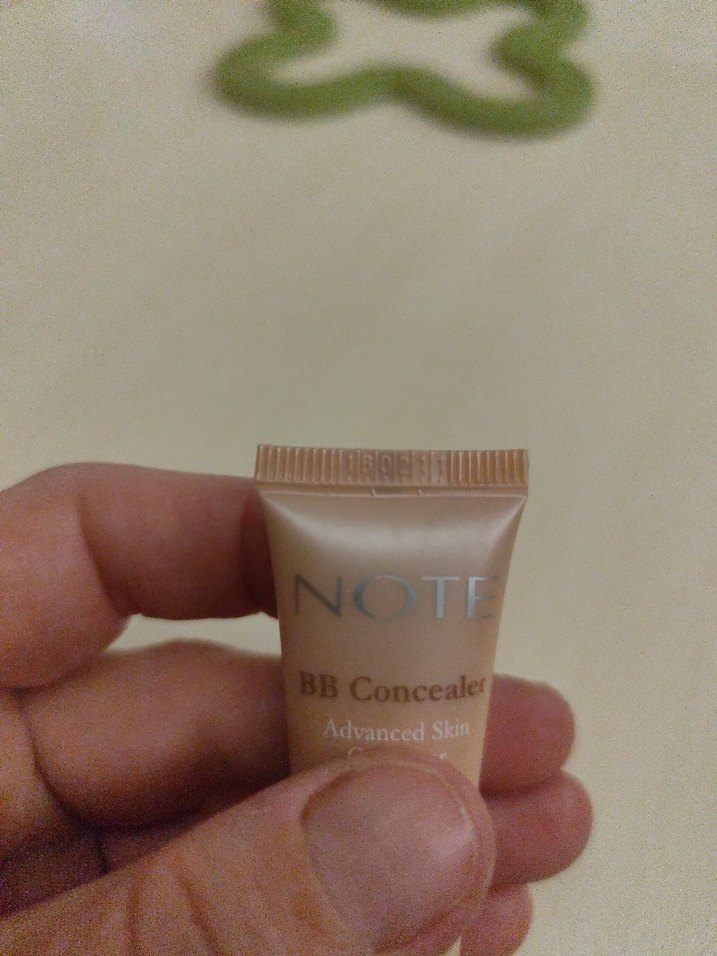 NOTE
BB Concealer
Advanced Skin